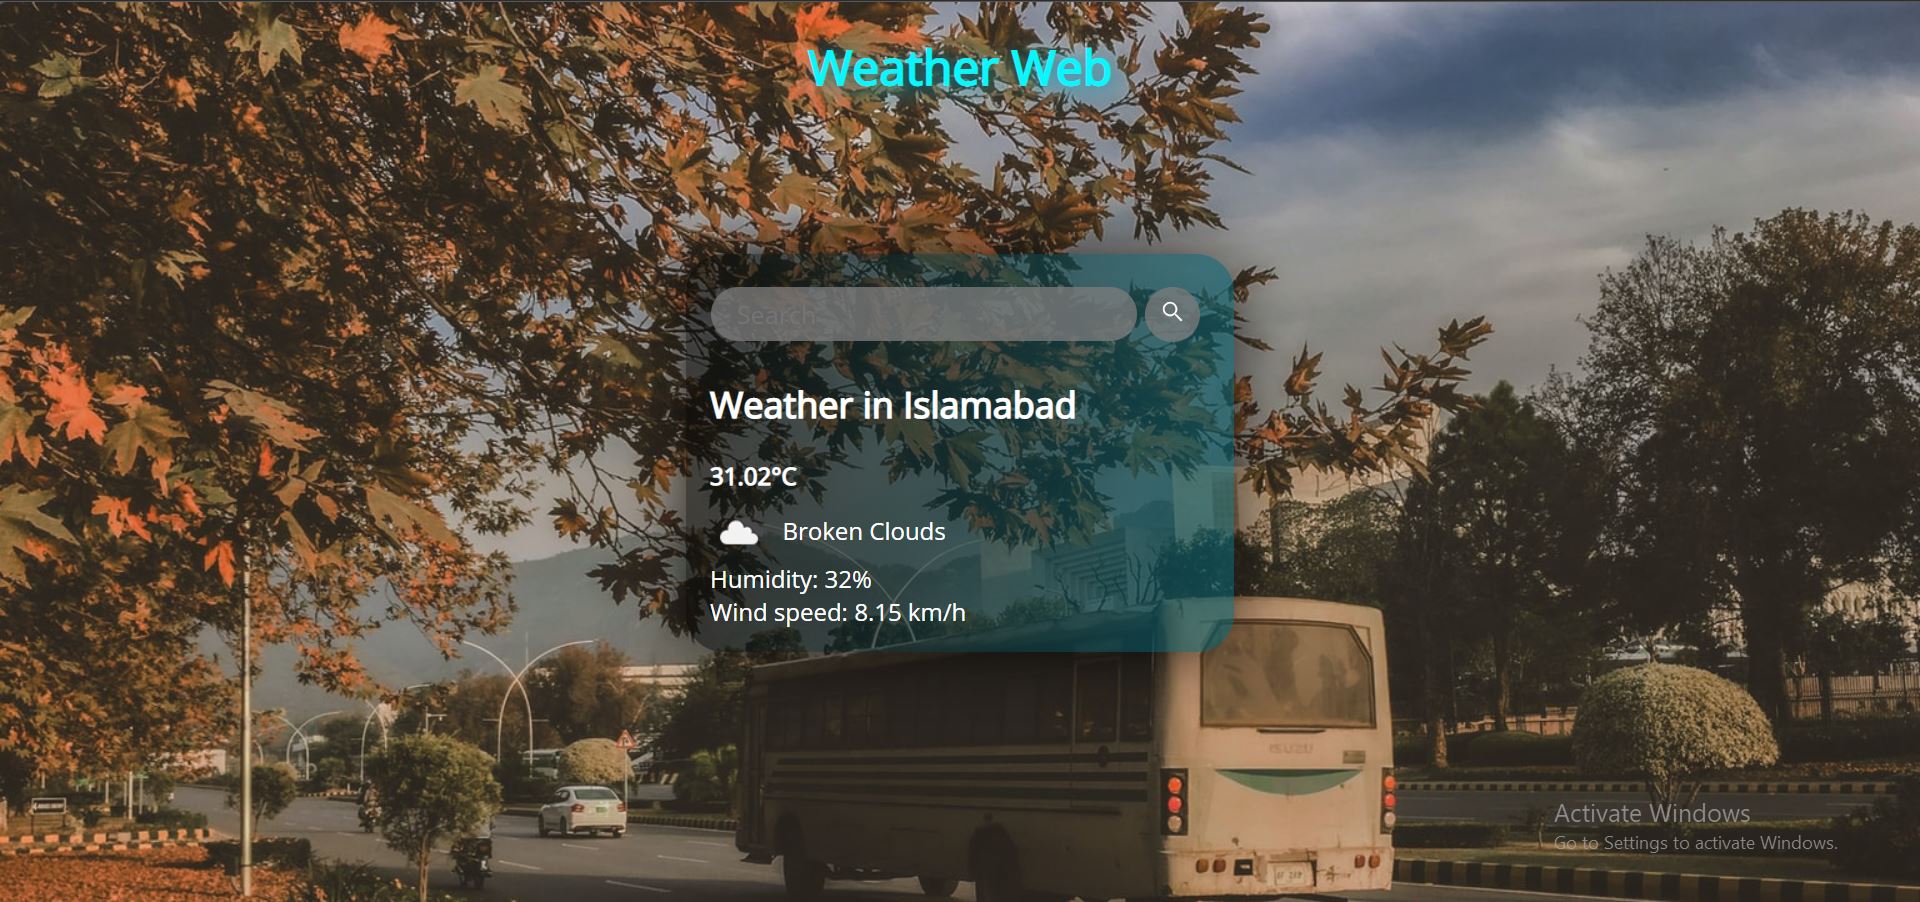 Weather Web
Search
Weather in Islamabad
31.02°C
Broken Clouds
Humidity: 32%
Wind speed: 8.15 km/h
ISUZU
Activate Windows
Go to Settings to activate Windows.